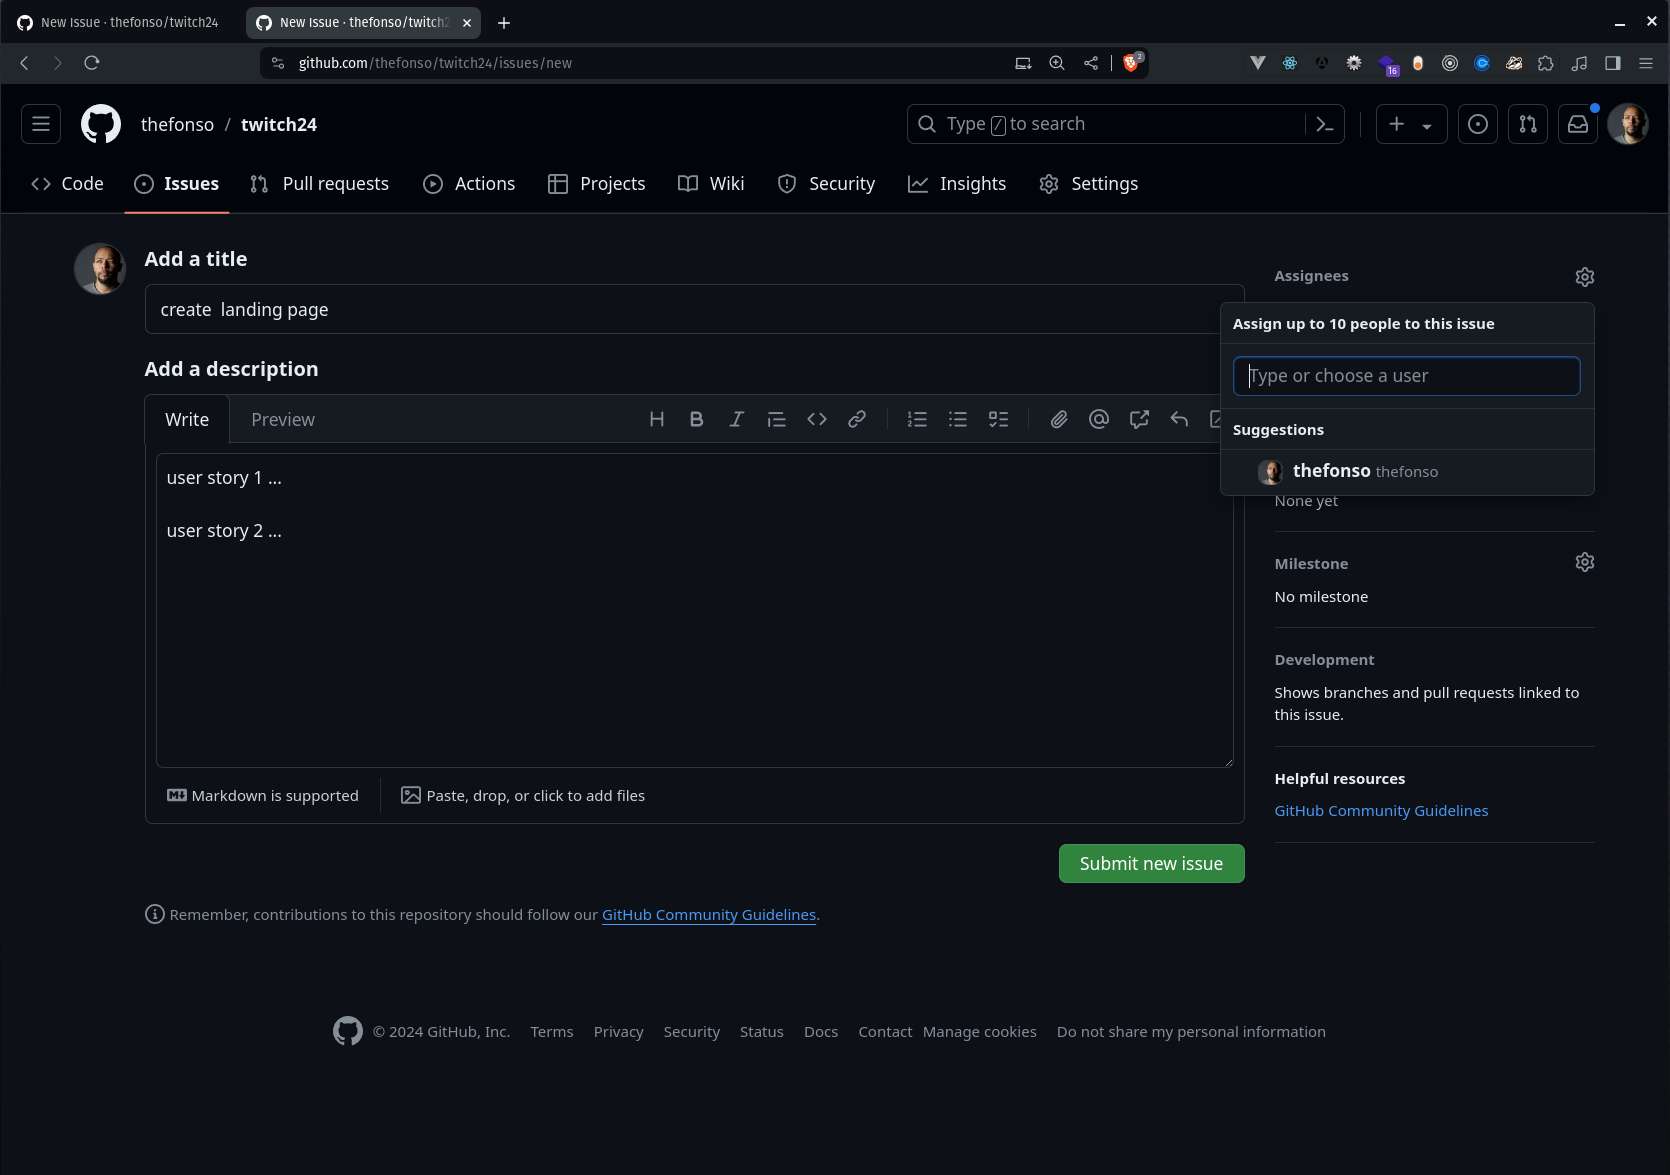 New Issue · thefonso/twitch24
New Issue · thefonso/twitch2
github.com/thefonso/twitch24/issues/new
2
16
thefonso / twitch24
Type / to search
Code
Issues
Pull requests
Actions
Projects
Wiki
Security
Insights
Settings
Add a title
create  landing page
Add a description
Write
Preview
user story 1 ...
user story 2 ...
Markdown is supported
Paste, drop, or click to add files
Submit new issue
Remember, contributions to this repository should follow our GitHub Community Guidelines.
Assignees
Assign up to 10 people to this issue
Type or choose a user
Suggestions
thefonso thefonso
None yet
Milestone
No milestone
Development
Shows branches and pull requests linked to
this issue.
Helpful resources
GitHub Community Guidelines
© 2024 GitHub, Inc.
Terms
Privacy
Security
Status
Docs
Contact
Manage cookies
Do not share my personal information